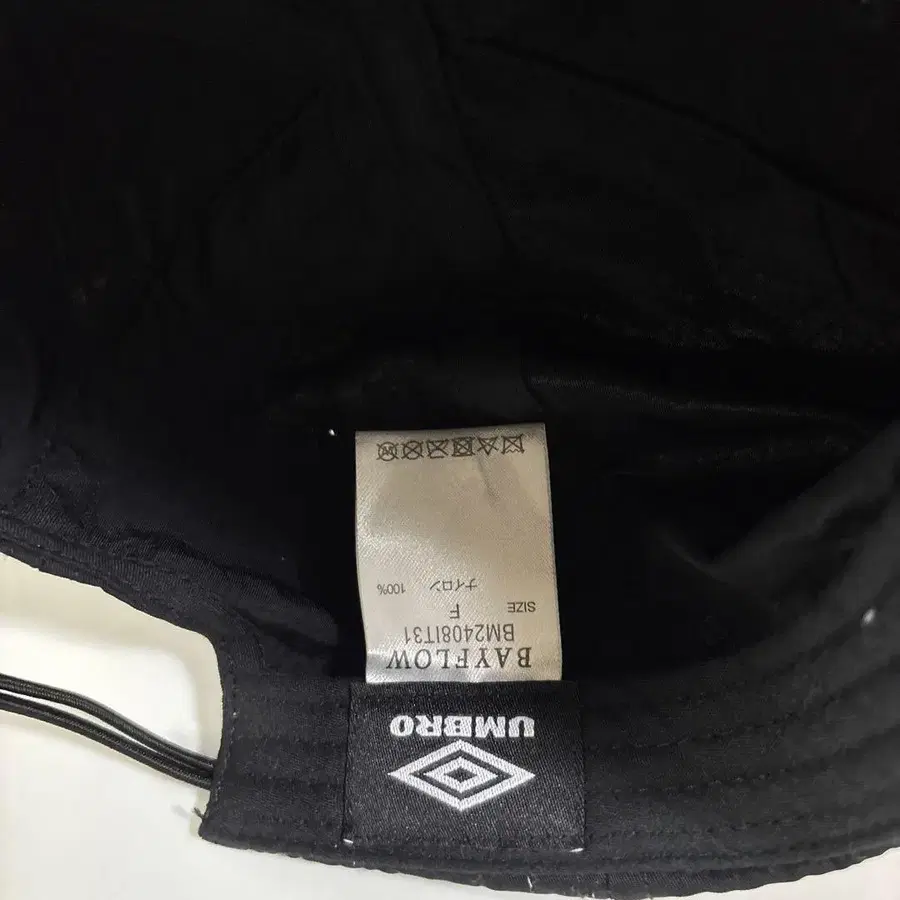 UMBRO
BAYFLOW
BM2408IT31
SIZE
F
ナイロン 100%